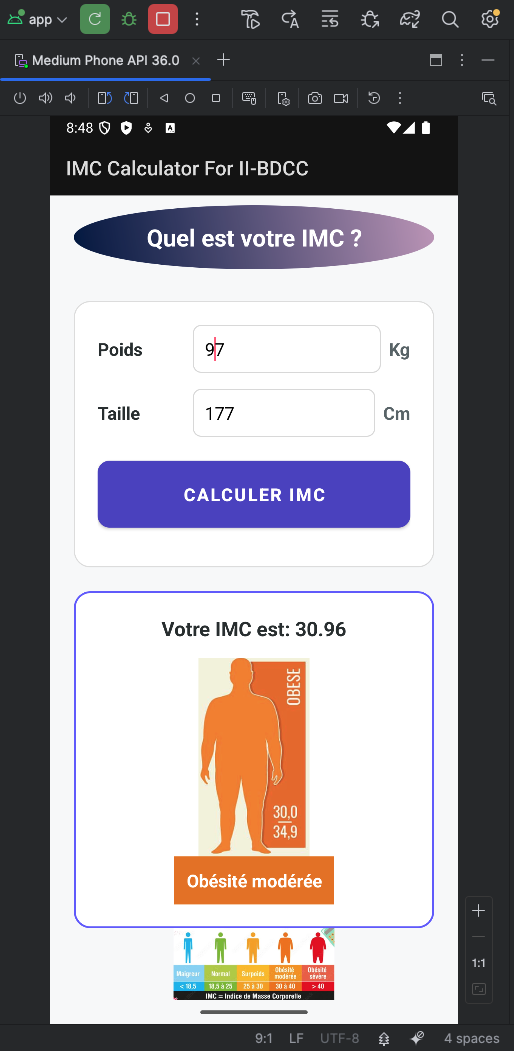 app
Medium Phone API 36.0
8:48
A
IMC Calculator For II-BDCC
Quel est votre IMC ?
Poids 97 Kg
Taille 177 Cm
CALCULER IMC
Votre IMC est: 30.96
OBESE
30,0
34,9
Obésité modérée
Maigreur Normal Surpoids Obésité modérée Obésité sévère
< 18,5 18,5 à 25 25 à 30 30 à 40 > 40
IMC = Indice de Masse Corporelle
1:1
9:1 LF UTF-8 4 spaces